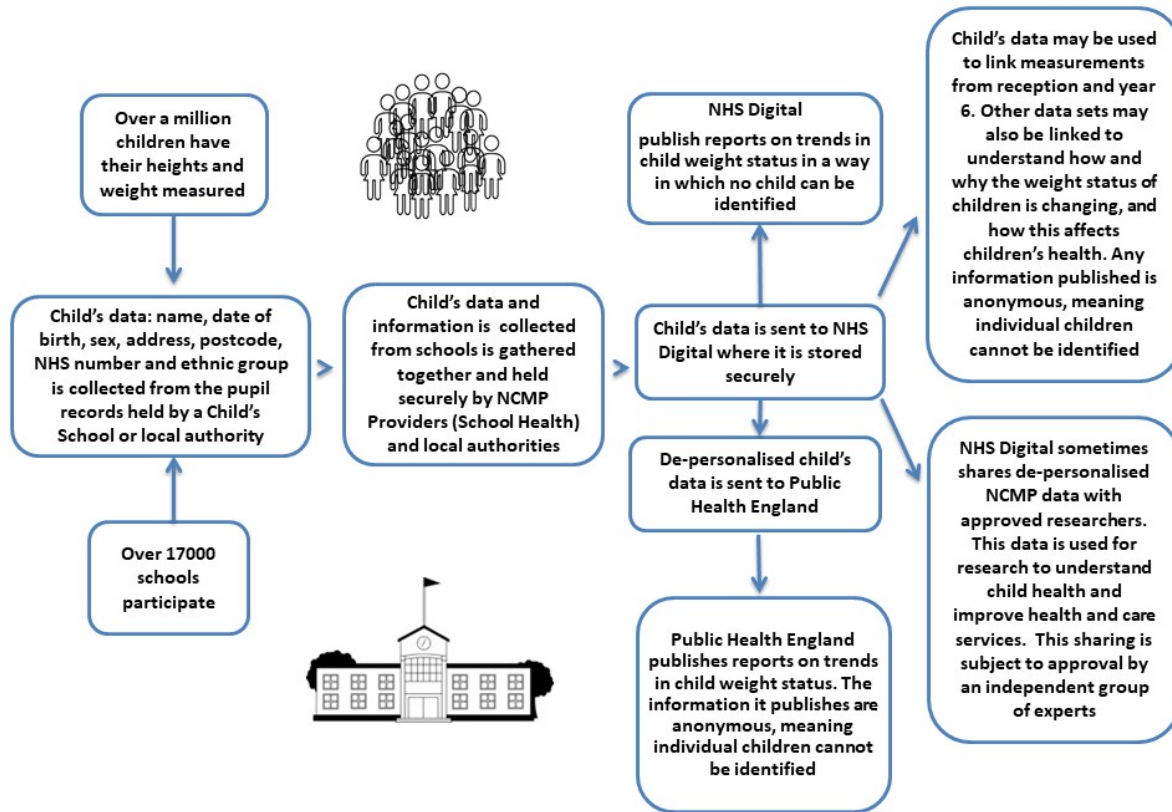 Over a million
children have
their heights and
weight measured
Child’s data: name, date of
birth, sex, address, postcode,
NHS number and ethnic group
is collected from the pupil
records held by a Child’s
School or local authority
Over 17000
schools
participate
Child’s data and
information is collected
from schools is gathered
together and held
securely by NCMP
Providers (School Health)
and local authorities
NHS Digital
publish reports on trends in
child weight status in a way
in which no child can be
identified
Child’s data is sent to NHS
Digital where it is stored
securely
De-personalised child’s
data is sent to Public
Health England
Public Health England
publishes reports on trends
in child weight status. The
information it publishes are
anonymous, meaning
individual children cannot
be identified
Child’s data may be used
to link measurements
from reception and year
6. Other data sets may
also be linked to
understand how and
why the weight status of
children is changing, and
how this affects
children’s health. Any
information published is
anonymous, meaning
individual children
cannot be identified
NHS Digital sometimes
shares de-personalised
NCMP data with
approved researchers.
This data is used for
research to understand
child health and
improve health and care
services. This sharing is
subject to approval by
an independent group
of experts